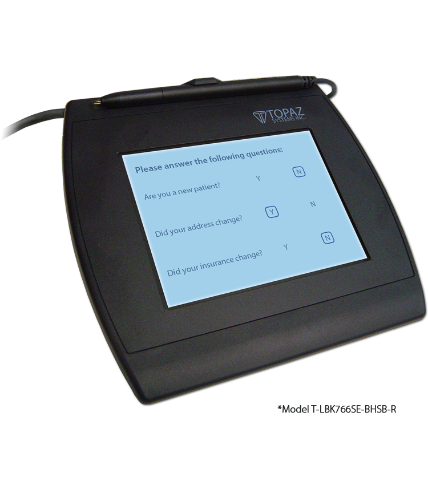 TOPAZ
SYSTEMS INC.
Please answer the following questions:
Are you a new patient? Y N
Did your address change? Y N
Did your insurance change? Y N
*Model T-LBK766SE-BHSB-R